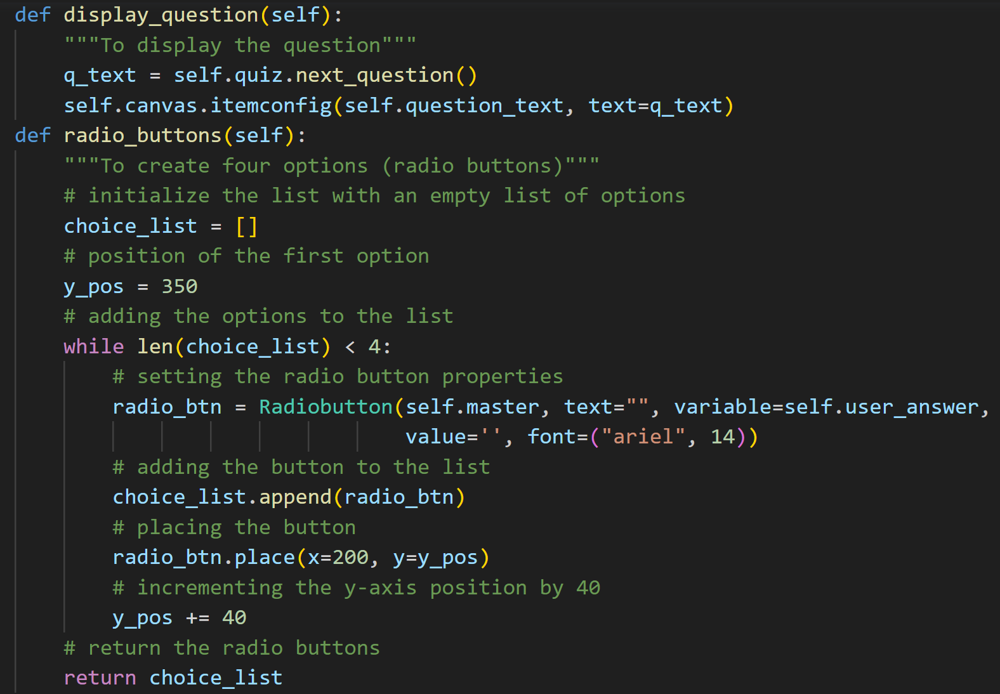 def display_question(self):
    """To display the question"""
    q_text = self.quiz.next_question()
    self.canvas.itemconfig(self.question_text, text=q_text)
def radio_buttons(self):
    """To create four options (radio buttons)"""
    # initialize the list with an empty list of options
    choice_list = []
    # position of the first option
    y_pos = 350
    # adding the options to the list
    while len(choice_list) < 4:
        # setting the radio button properties
        radio_btn = Radiobutton(self.master, text="", variable=self.user_answer,
                                value='', font=("ariel", 14))
        # adding the button to the list
        choice_list.append(radio_btn)
        # placing the button
        radio_btn.place(x=200, y=y_pos)
        # incrementing the y-axis position by 40
        y_pos += 40
    # return the radio buttons
    return choice_list